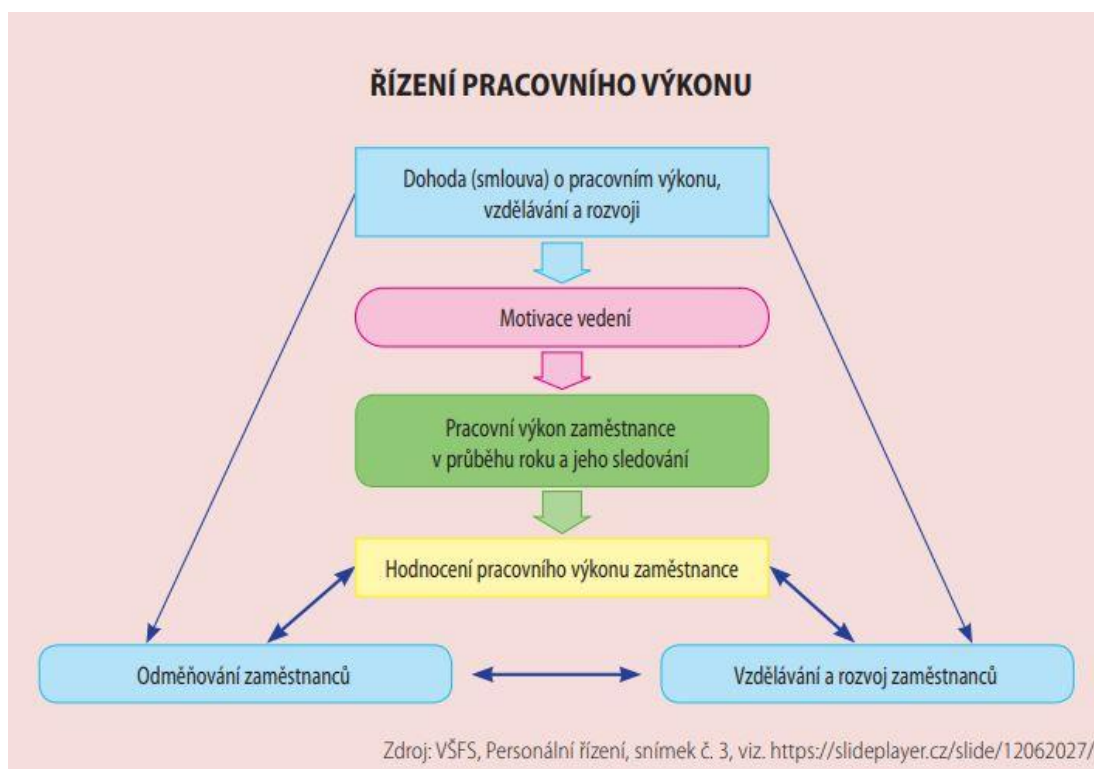 ŘÍZENÍ PRACOVNÍHO VÝKONU
Dohoda (smlouva) o pracovním výkonu,
vzdělávání a rozvoji
Motivace vedení
Pracovní výkon zaměstnance
v průběhu roku a jeho sledování
Hodnocení pracovního výkonu zaměstnance
Odměňování zaměstnanců
Vzdělávání a rozvoj zaměstnanců
Zdroj: VŠFS, Personální řízení, snímek č. 3, viz. https://slideplayer.cz/slide/12062027/